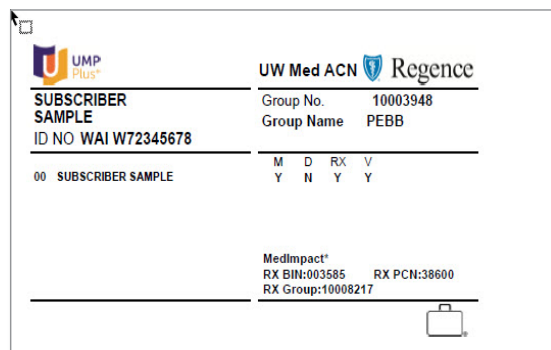 UMP
Plus*
UW Med ACN Regence
SUBSCRIBER
SAMPLE
ID NO WAI W72345678
Group No. 10003948
Group Name PEBB
M D RX V
Y N Y Y
00 SUBSCRIBER SAMPLE
MedImpact*
RX BIN:003585 RX PCN:38600
RX Group:10008217